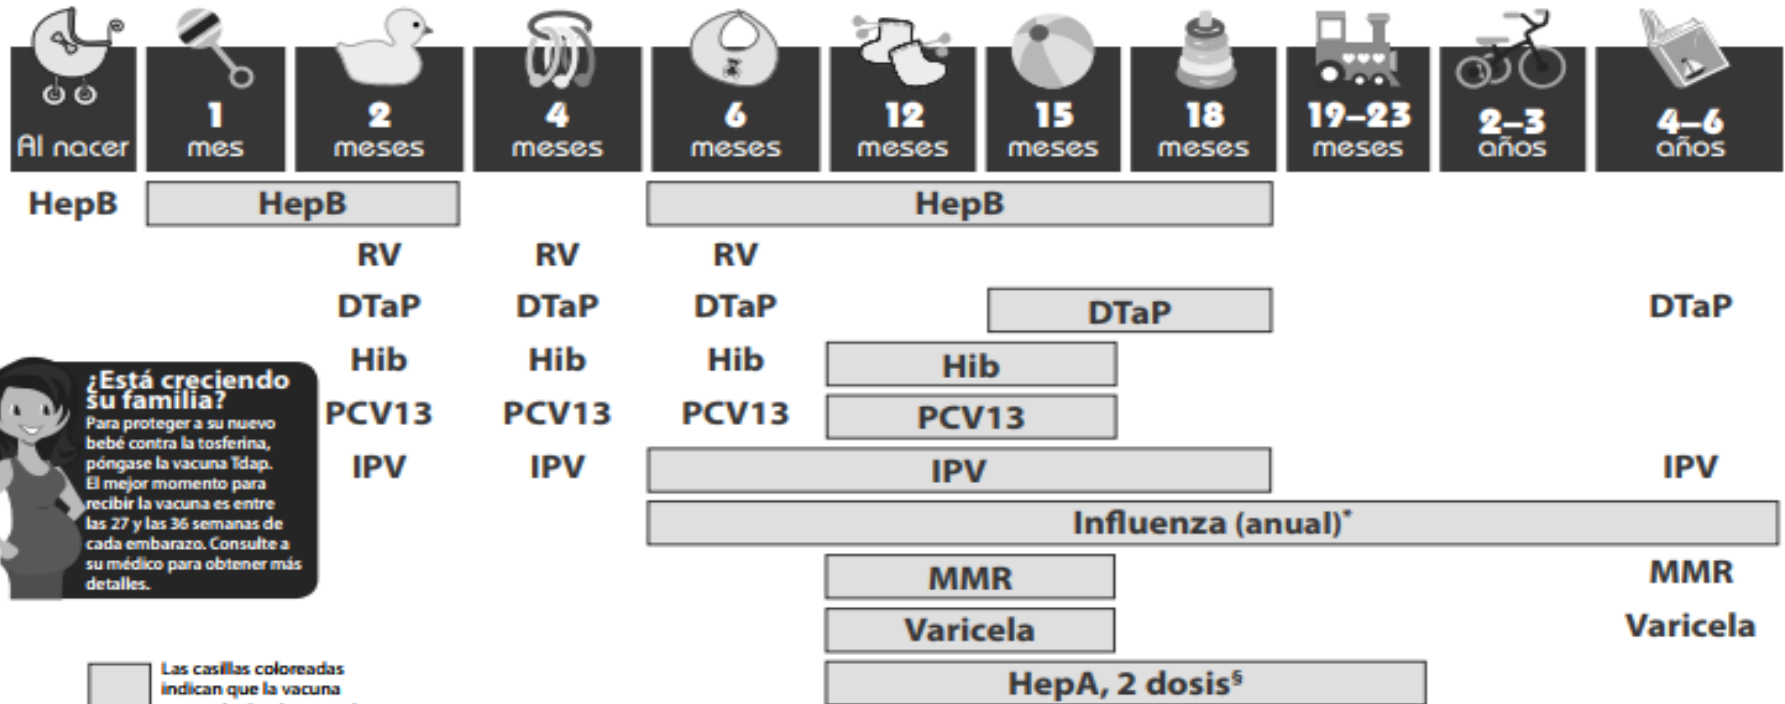 Al nacer
1
mes
2
meses
4
meses
6
meses
12
meses
15
meses
18
meses
19–23
meses
2–3
años
4–6
años
HepB HepB HepB
RV RV RV
DTaP DTaP DTaP DTaP DTaP
Hib Hib Hib Hib
PCV13 PCV13 PCV13 PCV13
IPV IPV IPV IPV
Influenza (anual)*
MMR MMR
Varicela Varicela
HepA, 2 dosis§
¿Está creciendo
su familia?
Para proteger a su nuevo
bebé contra la tosferina,
póngase la vacuna Tdap.
El mejor momento para
recibir la vacuna es entre
las 27 y las 36 semanas de
cada embarazo. Consulte a
su médico para obtener más
detalles.
Las casillas coloreadas
indican que la vacuna